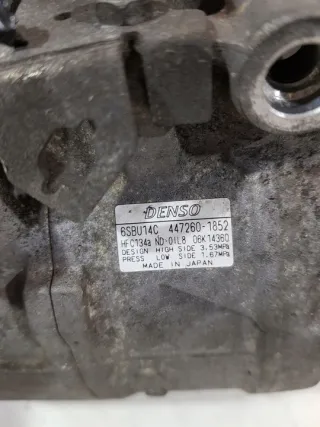 DENSO
6SBU14C 447260-1852
HFC134a ND-OIL8 06K14360
DESIGN HIGH SIDE 3.53MPa
PRESS LOW SIDE 1.67MPa
MADE IN JAPAN